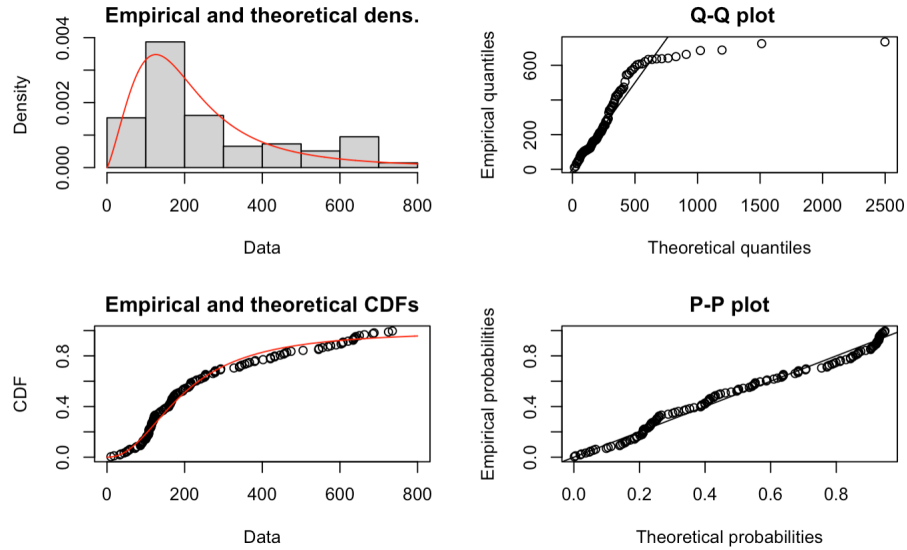 Empirical and theoretical dens.
Density
0.000 0.002 0.004
0 200 400 600 800
Data
Q-Q plot
Empirical quantiles
0 200 600
0 500 1000 1500 2000 2500
Theoretical quantiles
Empirical and theoretical CDFs
CDF
0.0 0.4 0.8
0 200 400 600 800
Data
P-P plot
Empirical probabilities
0.0 0.4 0.8
0.0 0.2 0.4 0.6 0.8
Theoretical probabilities